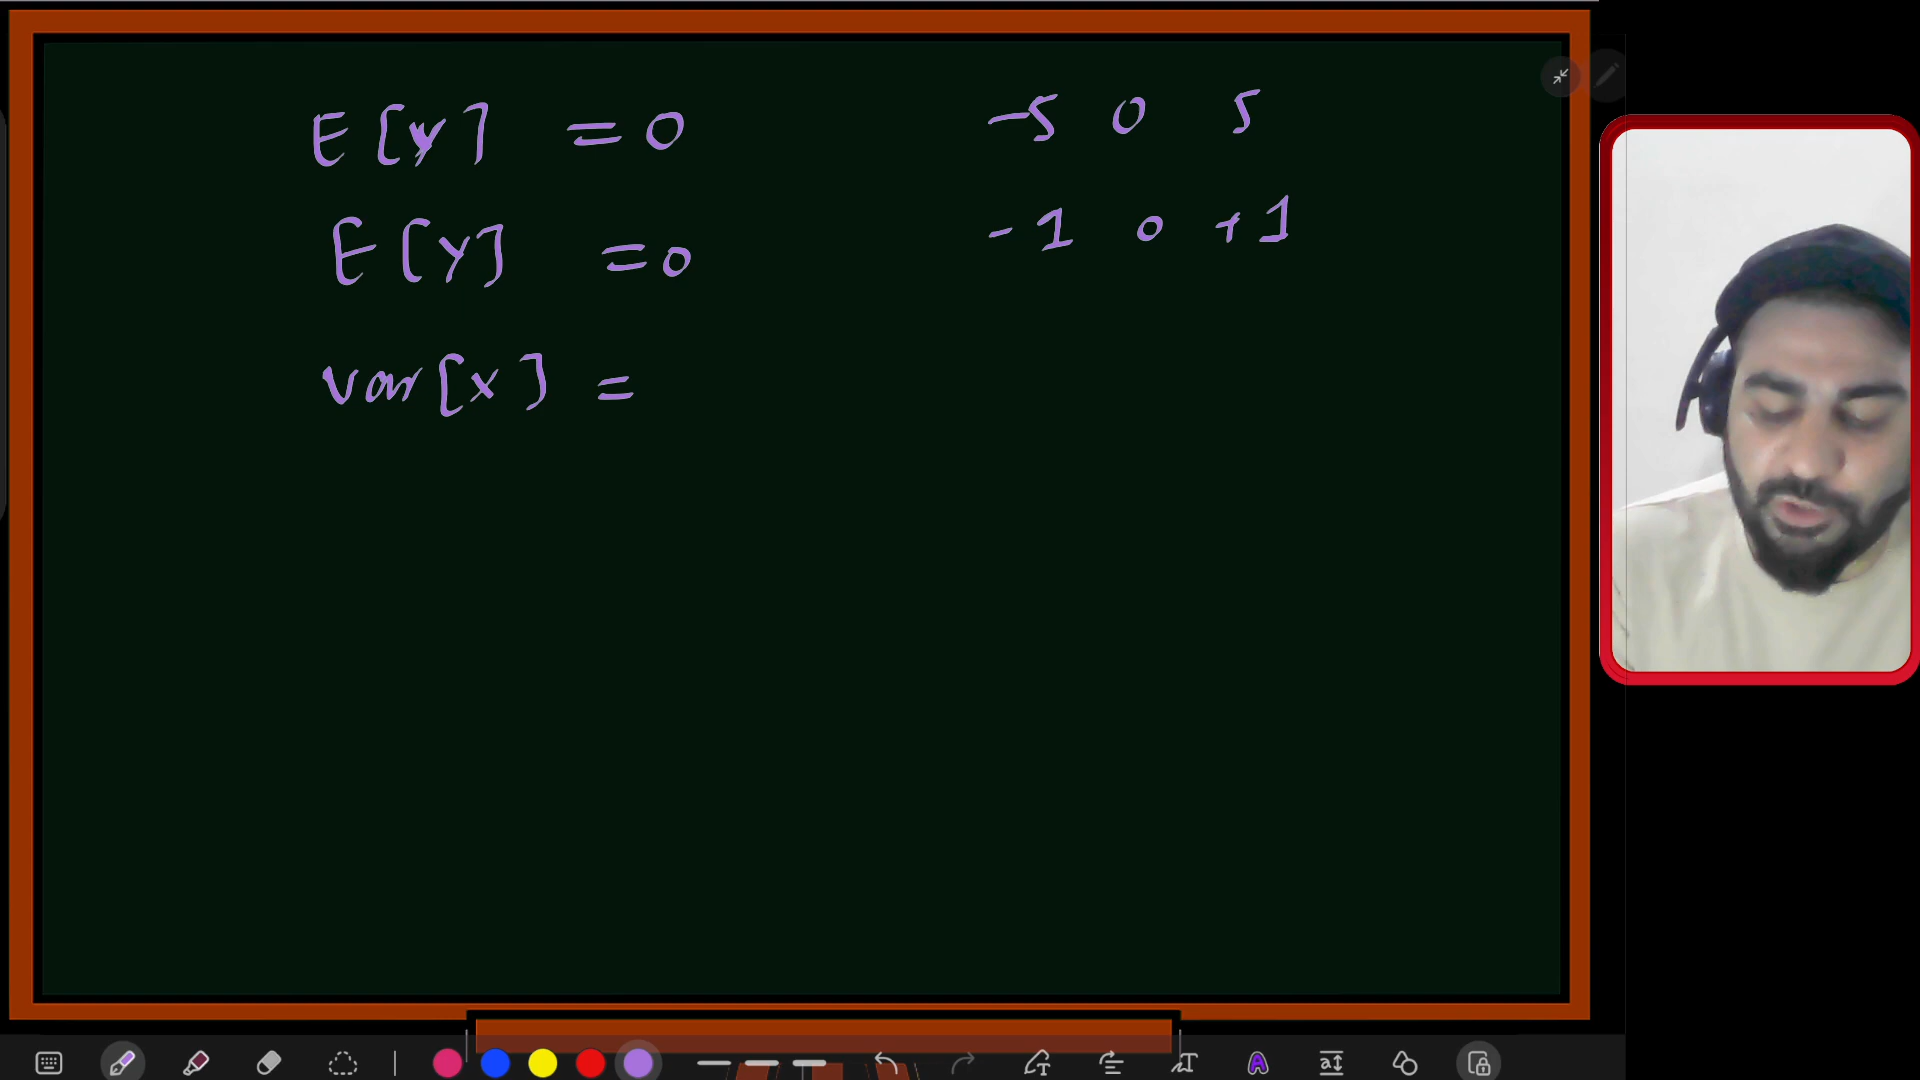 E[Y] = 0 -5 0 5
E[Y] = 0 -1 0 +1
Var[X] =